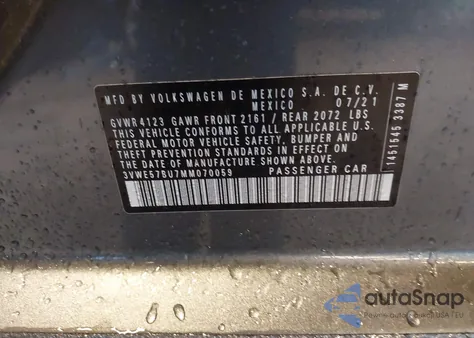 MFD BY VOLKSWAGEN DE MEXICO S.A. DE C.V.
MEXICO 07/21
GVWR 4123 GAWR FRONT 2161 / REAR 2072 LBS
THIS VEHICLE CONFORMS TO ALL APPLICABLE U.S.
FEDERAL MOTOR VEHICLE SAFETY, BUMPER AND
THEFT PREVENTION STANDARDS IN EFFECT ON
THE DATE OF MANUFACTURE SHOWN ABOVE
3VWE57BU7MM070059 PASSENGER CAR
1451545 3387 M
autoSnap